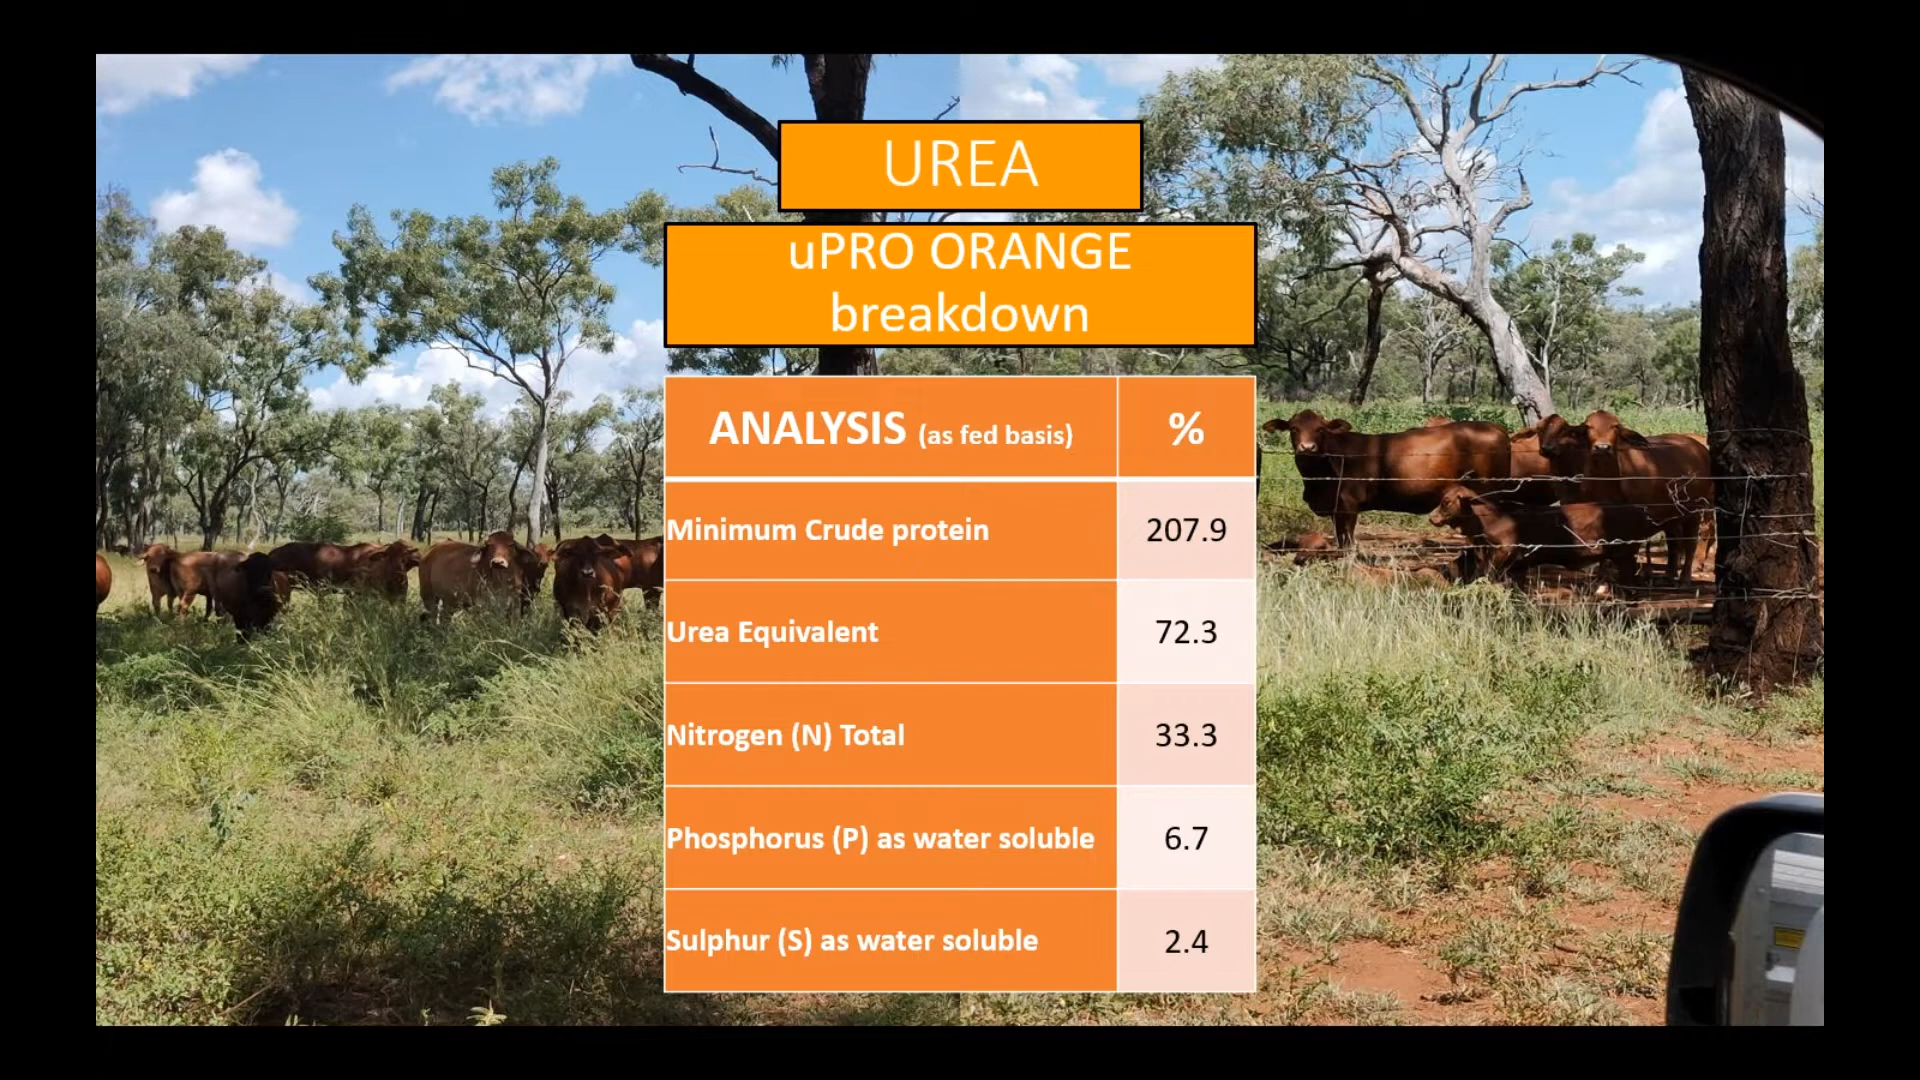 UREA
uPRO ORANGE
breakdown
ANALYSIS (as fed basis) %
Minimum Crude protein 207.9
Urea Equivalent 72.3
Nitrogen (N) Total 33.3
Phosphorus (P) as water soluble 6.7
Sulphur (S) as water soluble 2.4